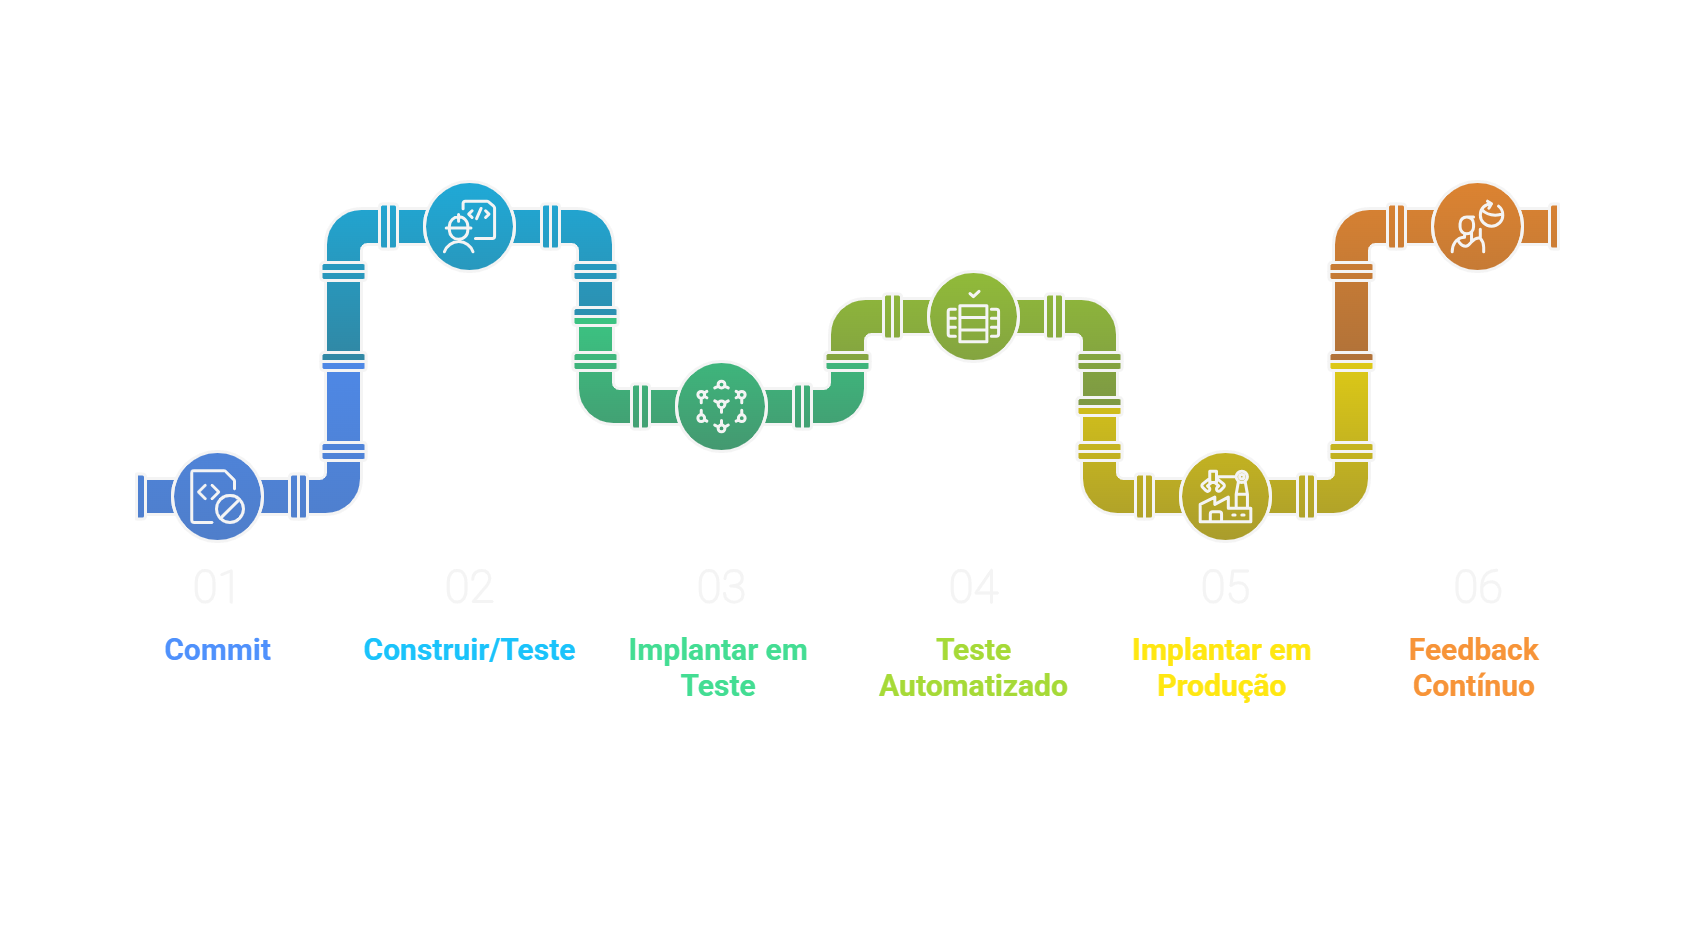 01
02
03
04
05
06
Commit
Construir/Teste
Implantar em
Teste
Teste
Automatizado
Implantar em
Produção
Feedback
Contínuo